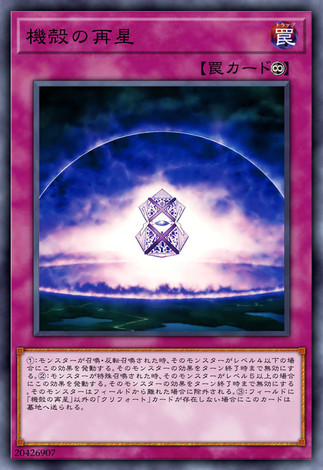 機殻の再星
罠
トラップ
【罠カード】
①:モンスターが召喚・反転召喚された時、そのモンスターがレベル4以下の場
合にこの効果を発動する。そのモンスターの効果をターン終了時まで無効にす
る。②:モンスターが特殊召喚された時、そのモンスターがレベル5以上の場合
にこの効果を発動する。そのモンスターの効果をターン終了時まで無効にする
。そのモンスターはフィールドから離れた場合に除外される。③:フィールドに
「機殻の再星」以外の「クリフォート」カードが存在しない場合にこのカードは
墓地へ送られる。
20426907